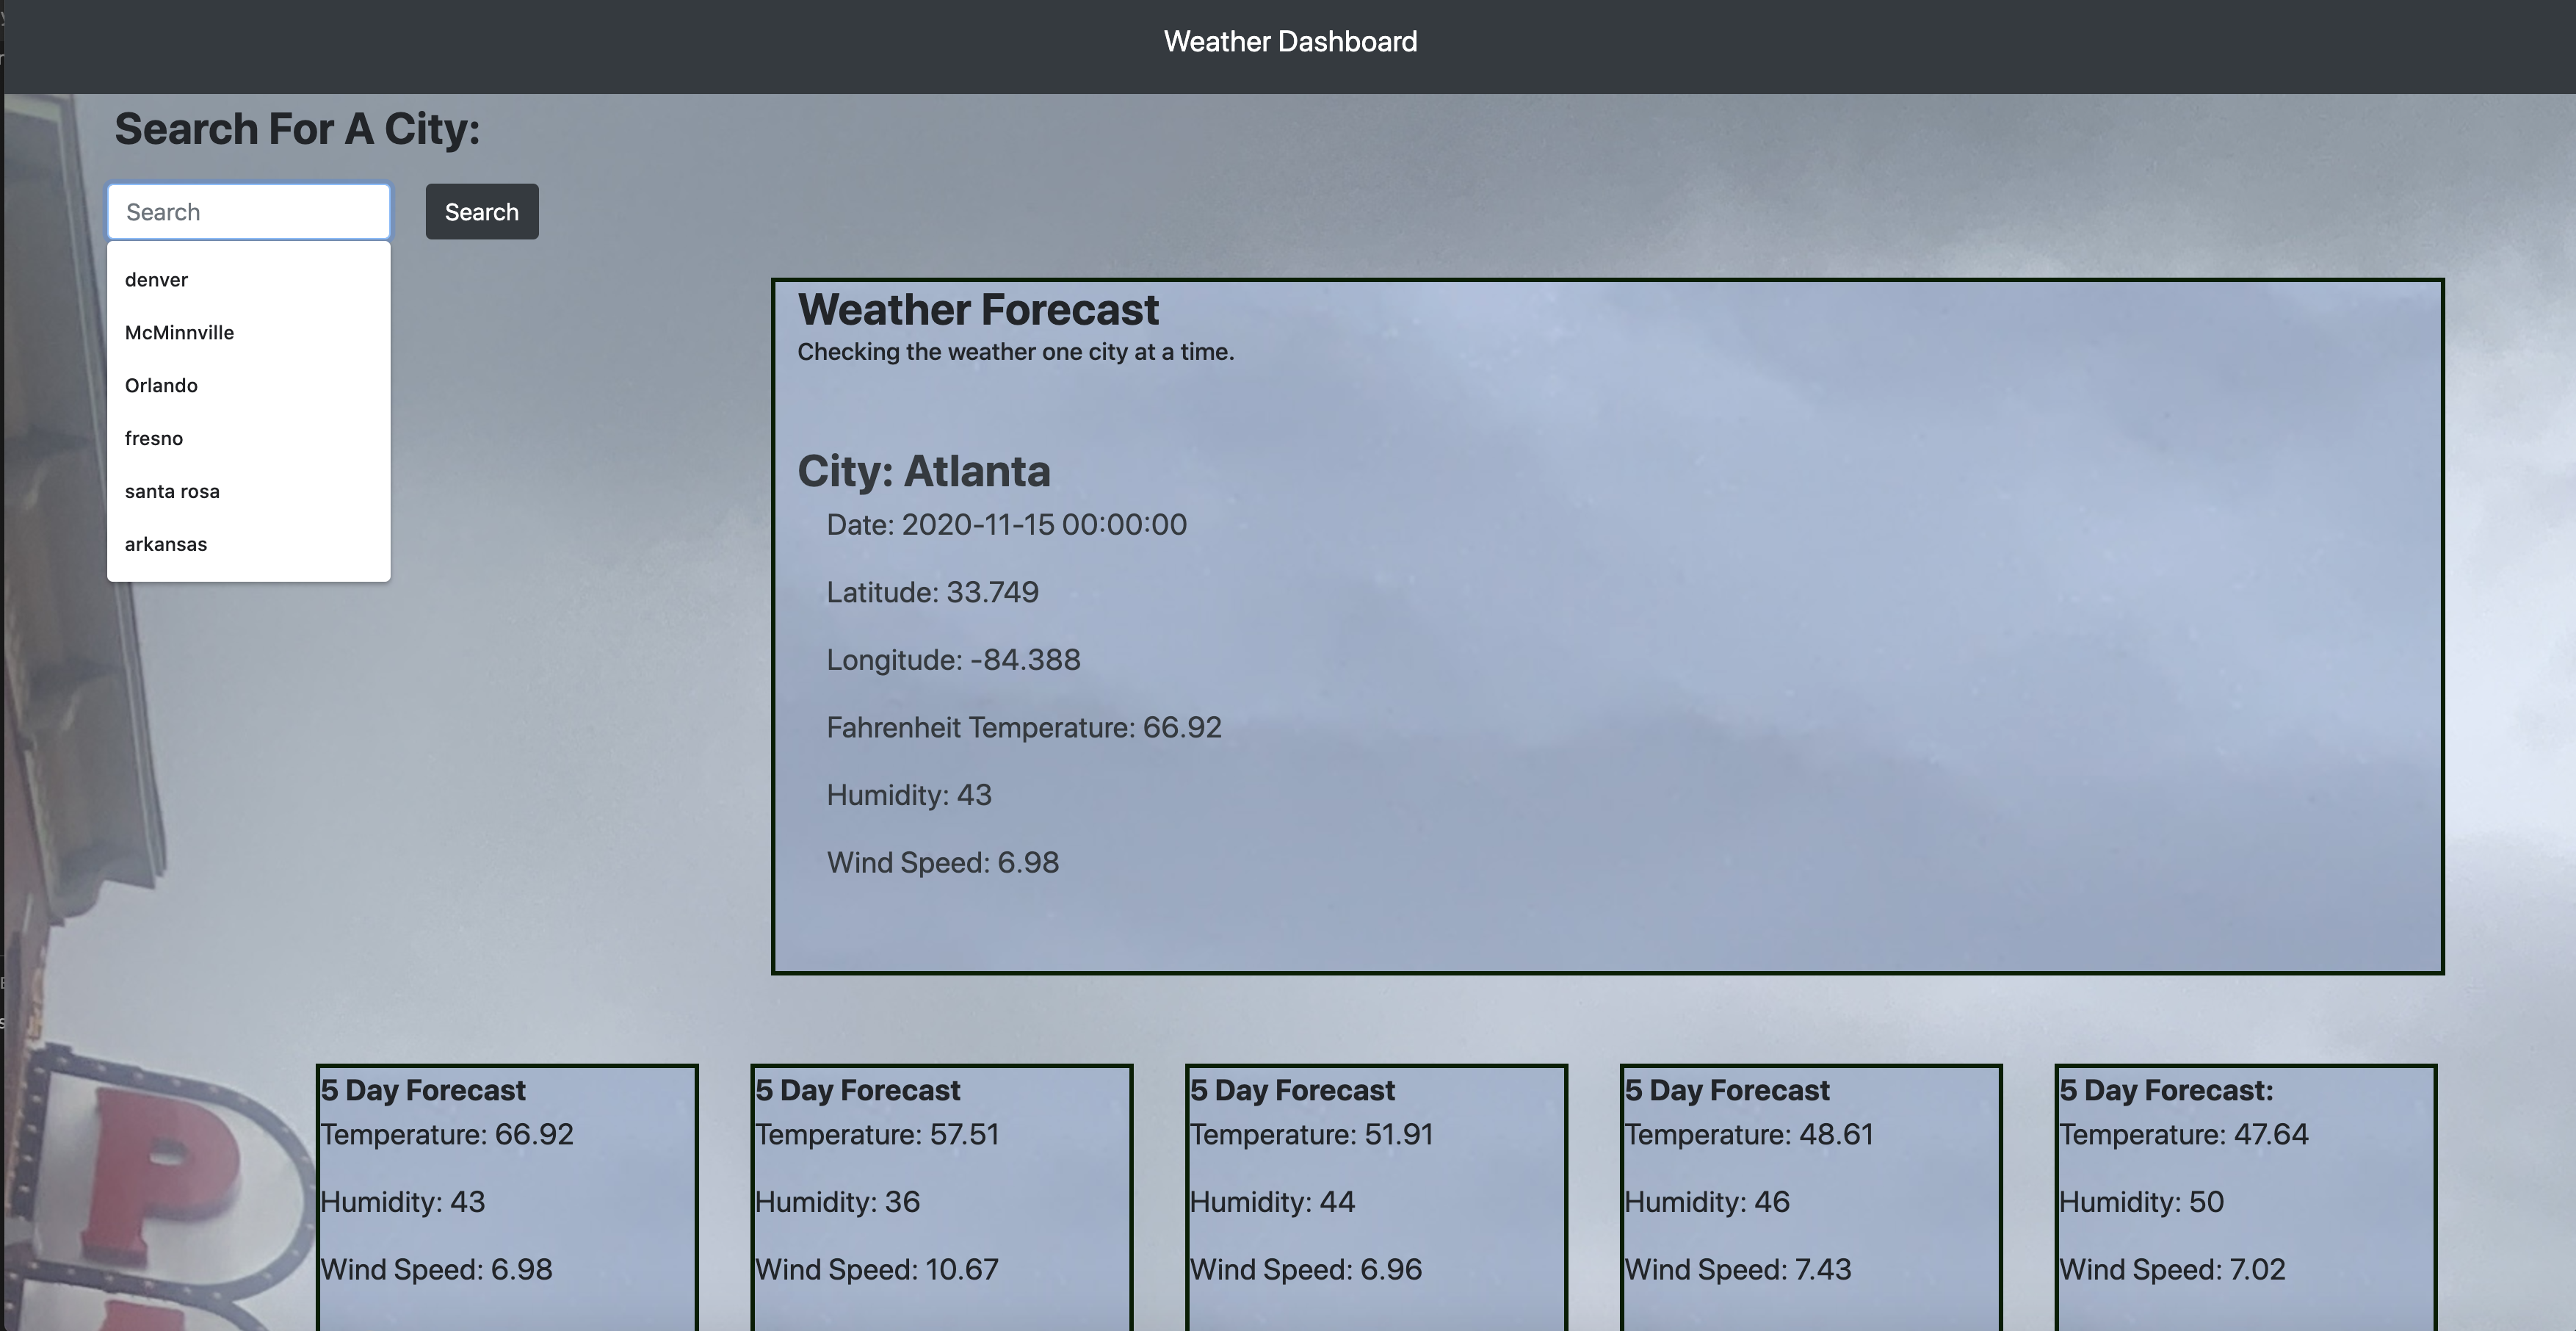 Weather Dashboard
Search For A City:
Search
Search
denver
McMinnville
Orlando
fresno
santa rosa
arkansas
Weather Forecast
Checking the weather one city at a time.
City: Atlanta
Date: 2020-11-15 00:00:00
Latitude: 33.749
Longitude: -84.388
Fahrenheit Temperature: 66.92
Humidity: 43
Wind Speed: 6.98
5 Day Forecast
Temperature: 66.92
Humidity: 43
Wind Speed: 6.98
5 Day Forecast
Temperature: 57.51
Humidity: 36
Wind Speed: 10.67
5 Day Forecast
Temperature: 51.91
Humidity: 44
Wind Speed: 6.96
5 Day Forecast
Temperature: 48.61
Humidity: 46
Wind Speed: 7.43
5 Day Forecast:
Temperature: 47.64
Humidity: 50
Wind Speed: 7.02
P